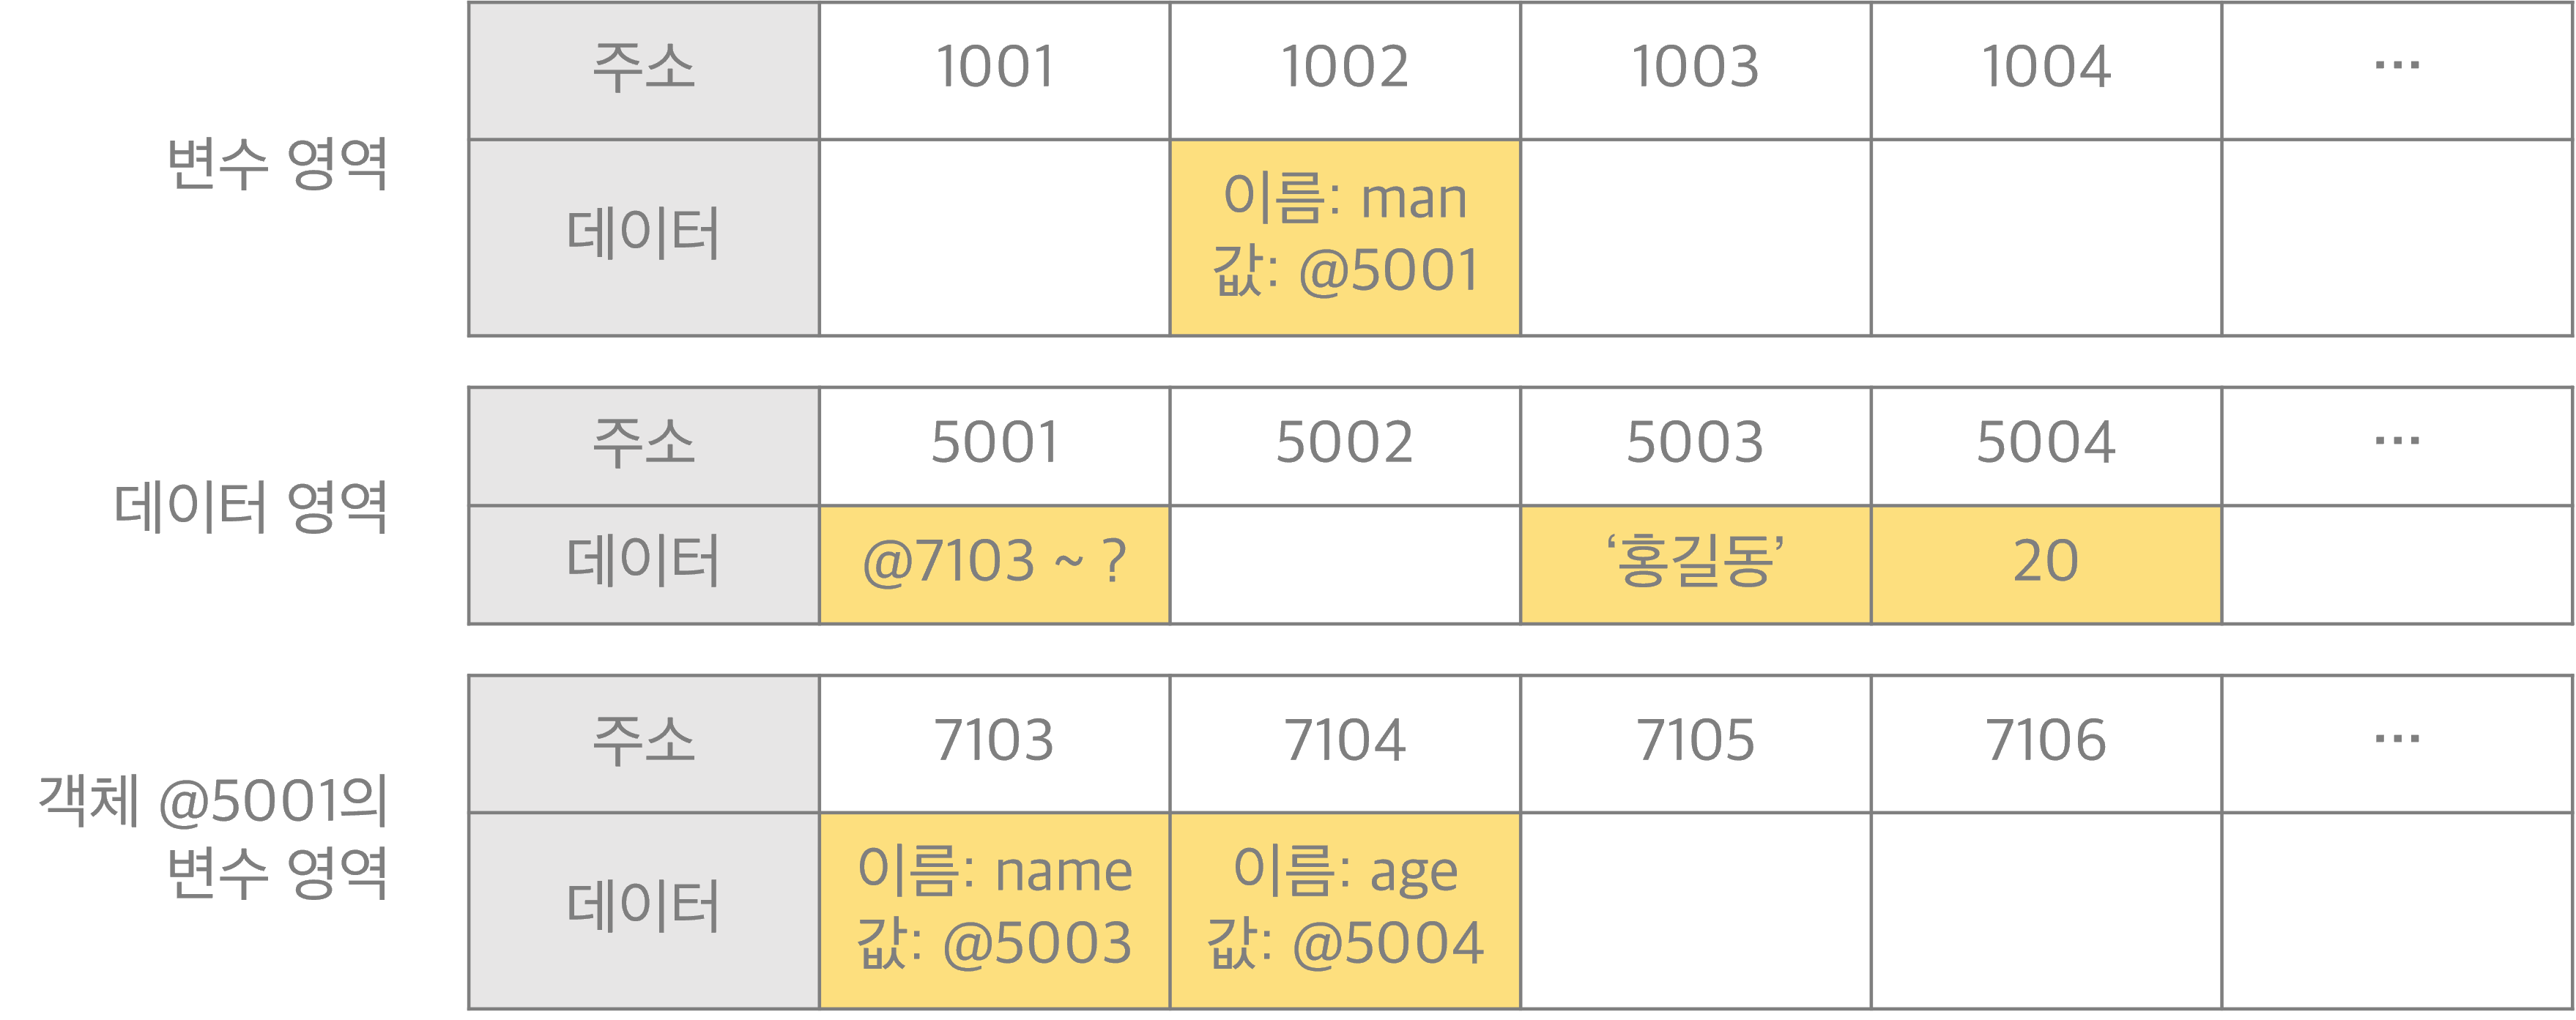 변수 영역
주소 1001 1002 1003 1004 ...
데이터
이름: man
값: @5001
데이터 영역
주소 5001 5002 5003 5004 ...
데이터 @7103 ~ ? ‘홍길동’ 20
객체 @5001의
변수 영역
주소 7103 7104 7105 7106 ...
데이터
이름: name 이름: age
값: @5003 값: @5004